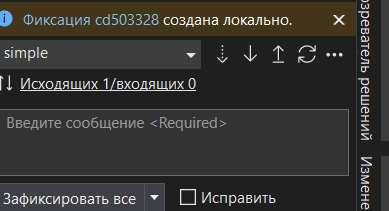 Фиксация cd503328 создана локально.
simple
Исходящих 1/входящих 0
Введите сообщение <Required>
Зафиксировать все
Исправить
озреватель решений
Измене